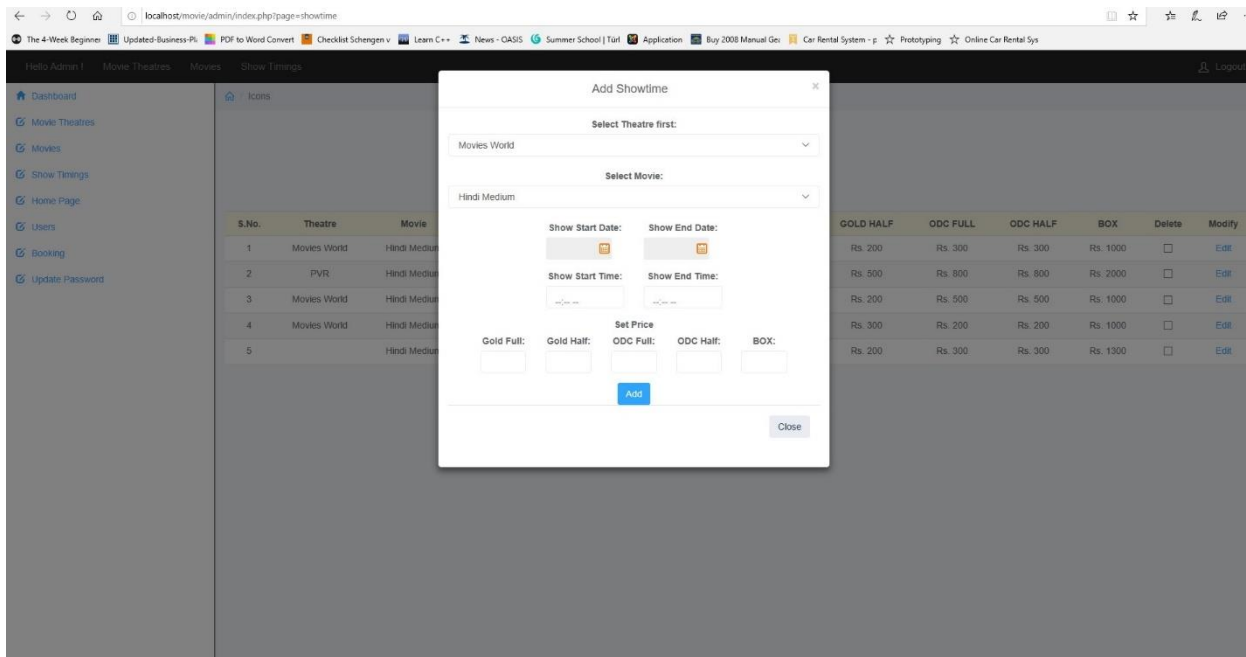 localhost/movie/admin/index.php?page=showtime
The 4-Week Beginner Updated-Business-Pla PDF to Word Convert Checklist Schengen v Learn C++ News - OASIS Summer School | Türl Application Buy 2008 Manual Gea Car Rental System - p Prototyping Online Car Rental Sys
Hello Admin ! Movie Theatres Movies Show Timings Logout
Dashboard
Movie Theatres
Movies
Show Timings
Home Page
Users
Booking
Update Password
/ Icons
Add Showtime ×
Select Theatre first:
Movies World
Select Movie:
Hindi Medium
Show Start Date: Show End Date:
Show Start Time: Show End Time:
--:-- -- --:-- --
Set Price
Gold Full: Gold Half: ODC Full: ODC Half: BOX:
Add
Close
S.No. Theatre Movie GOLD HALF ODC FULL ODC HALF BOX Delete Modify
1 Movies World Hindi Medium Rs. 200 Rs. 300 Rs. 300 Rs. 1000 Edit
2 PVR Hindi Medium Rs. 500 Rs. 800 Rs. 800 Rs. 2000 Edit
3 Movies World Hindi Medium Rs. 200 Rs. 500 Rs. 500 Rs. 1000 Edit
4 Movies World Hindi Medium Rs. 300 Rs. 200 Rs. 200 Rs. 1000 Edit
5 Hindi Medium Rs. 200 Rs. 300 Rs. 300 Rs. 1300 Edit